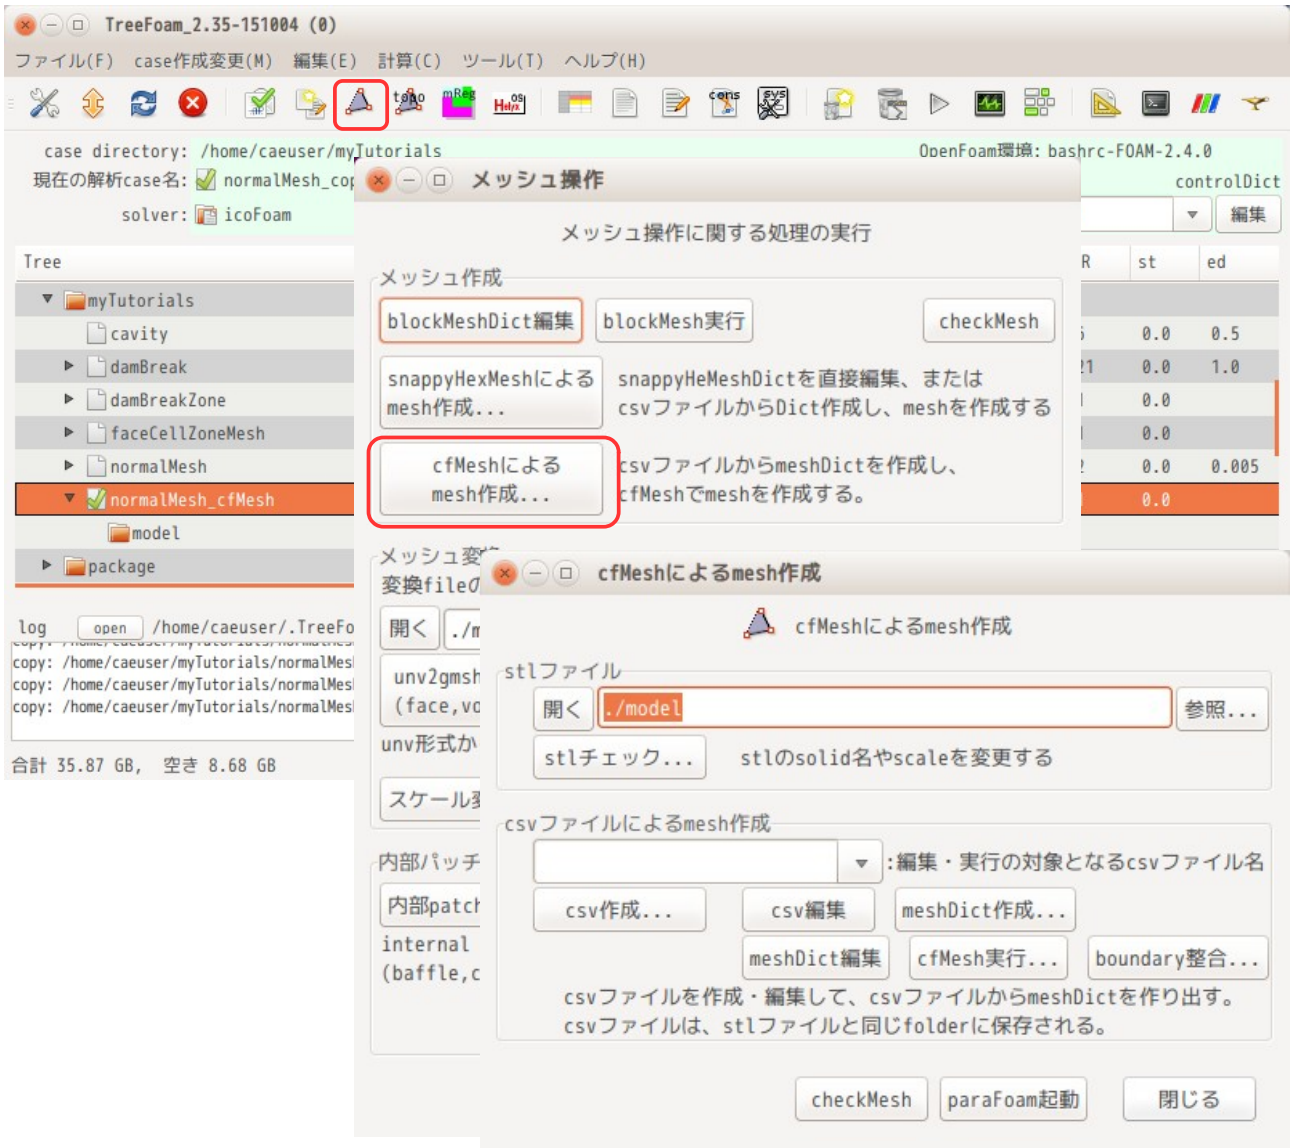 TreeFoam_2.35-151004 (0)
ファイル(F) case作成変更(M) 編集(E) 計算(C) ツール(T) ヘルプ(H)
topo mReg Helyx OS cons sys
case directory: /home/caeuser/myTutorials
OpenFoam環境: bashrc-FOAM-2.4.0
現在の解析case名: normalMesh_cop
controlDict
solver: icoFoam
編集
Tree
R st ed
myTutorials
cavity
0.0 0.5
damBreak
21 0.0 1.0
damBreakZone
0.0
faceCellZoneMesh
0.0
normalMesh
0.0 0.005
normalMesh_cfMesh
0.0
model
package
log open /home/caeuser/.TreeFo
copy: /home/caeuser/myTutorials/normalMes
copy: /home/caeuser/myTutorials/normalMes
copy: /home/caeuser/myTutorials/normalMes
copy: /home/caeuser/myTutorials/normalMes
合計 35.87 GB, 空き 8.68 GB
メッシュ操作
メッシュ操作に関する処理の実行
メッシュ作成
blockMeshDict編集 blockMesh実行 checkMesh
snappyHexMeshによる
mesh作成...
snappyHeMeshDictを直接編集、または
csvファイルからDict作成し、meshを作成する
cfMeshによる
mesh作成...
csvファイルからmeshDictを作成し、
cfMeshでmeshを作成する。
メッシュ変換
変換fileの
開く ./m
unv2gmsh
(face,vo
unv形式か
スケール変
内部パッチ
内部patch
internal
(baffle,c
cfMeshによるmesh作成
cfMeshによるmesh作成
stlファイル
開く ./model 参照...
stlチェック... stlのsolid名やscaleを変更する
csvファイルによるmesh作成
:編集・実行の対象となるcsvファイル名
csv作成... csv編集 meshDict作成...
meshDict編集 cfMesh実行... boundary整合...
csvファイルを作成・編集して、csvファイルからmeshDictを作り出す。
csvファイルは、stlファイルと同じfolderに保存される。
checkMesh paraFoam起動 閉じる